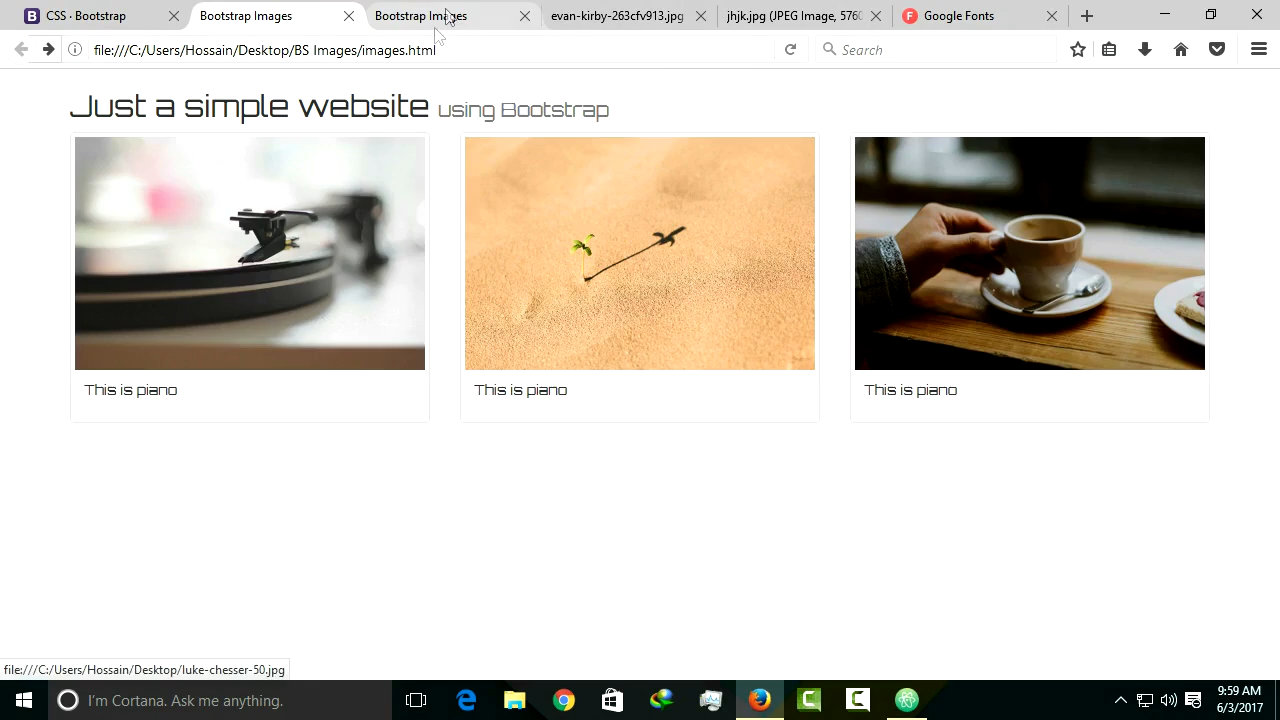 CSS · Bootstrap
Bootstrap Images
Bootstrap Images
evan-kirby-263cfv913.jpg
jhjk.jpg (JPEG Image, 5760
Google Fonts
file:///C:/Users/Hossain/Desktop/BS Images/images.html
Search
Just a simple website using Bootstrap
This is piano
This is piano
This is piano
file:///C:/Users/Hossain/Desktop/luke-chesser-50.jpg
I'm Cortana. Ask me anything.
9:59 AM
6/3/2017